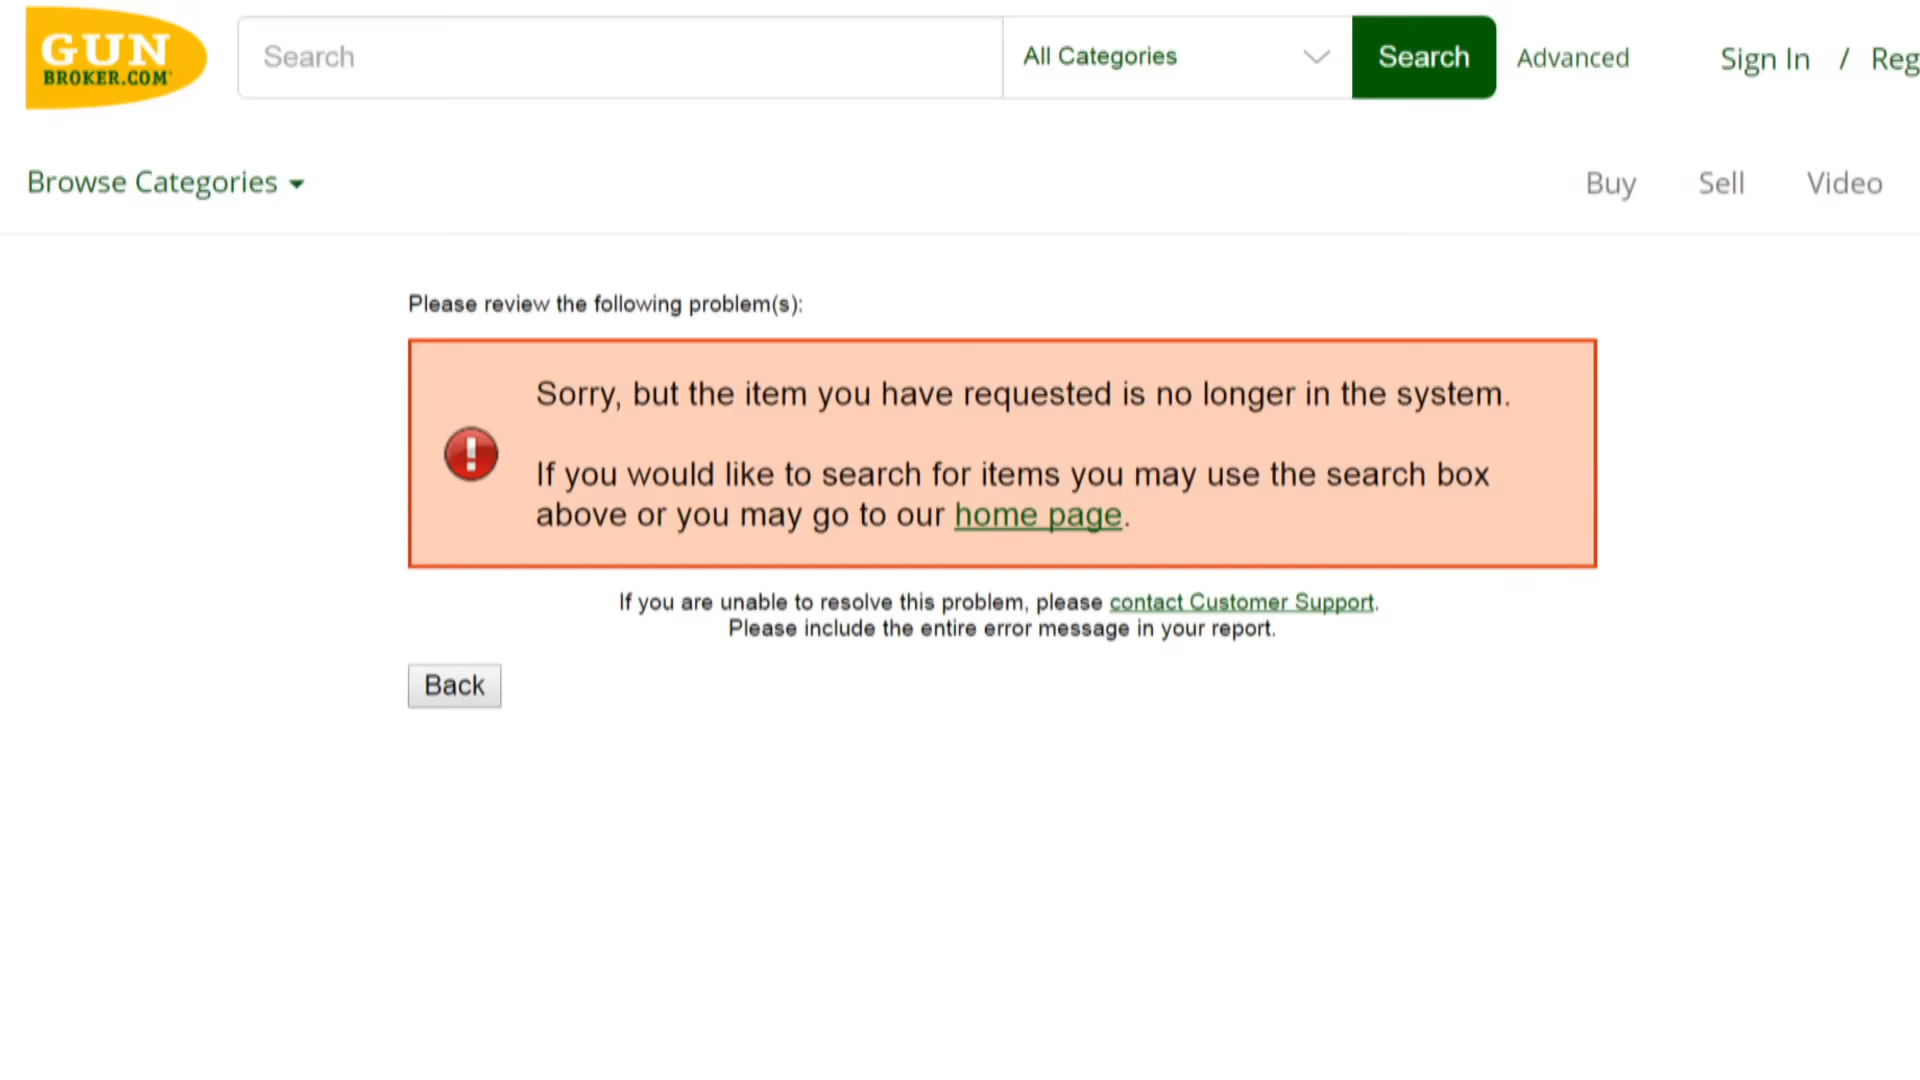 GUN
BROKER.COM
Search
All Categories
Search
Advanced
Sign In / Reg
Browse Categories
Buy
Sell
Video
Please review the following problem(s):
Sorry, but the item you have requested is no longer in the system.
If you would like to search for items you may use the search box
above or you may go to our home page.
If you are unable to resolve this problem, please contact Customer Support.
Please include the entire error message in your report.
Back